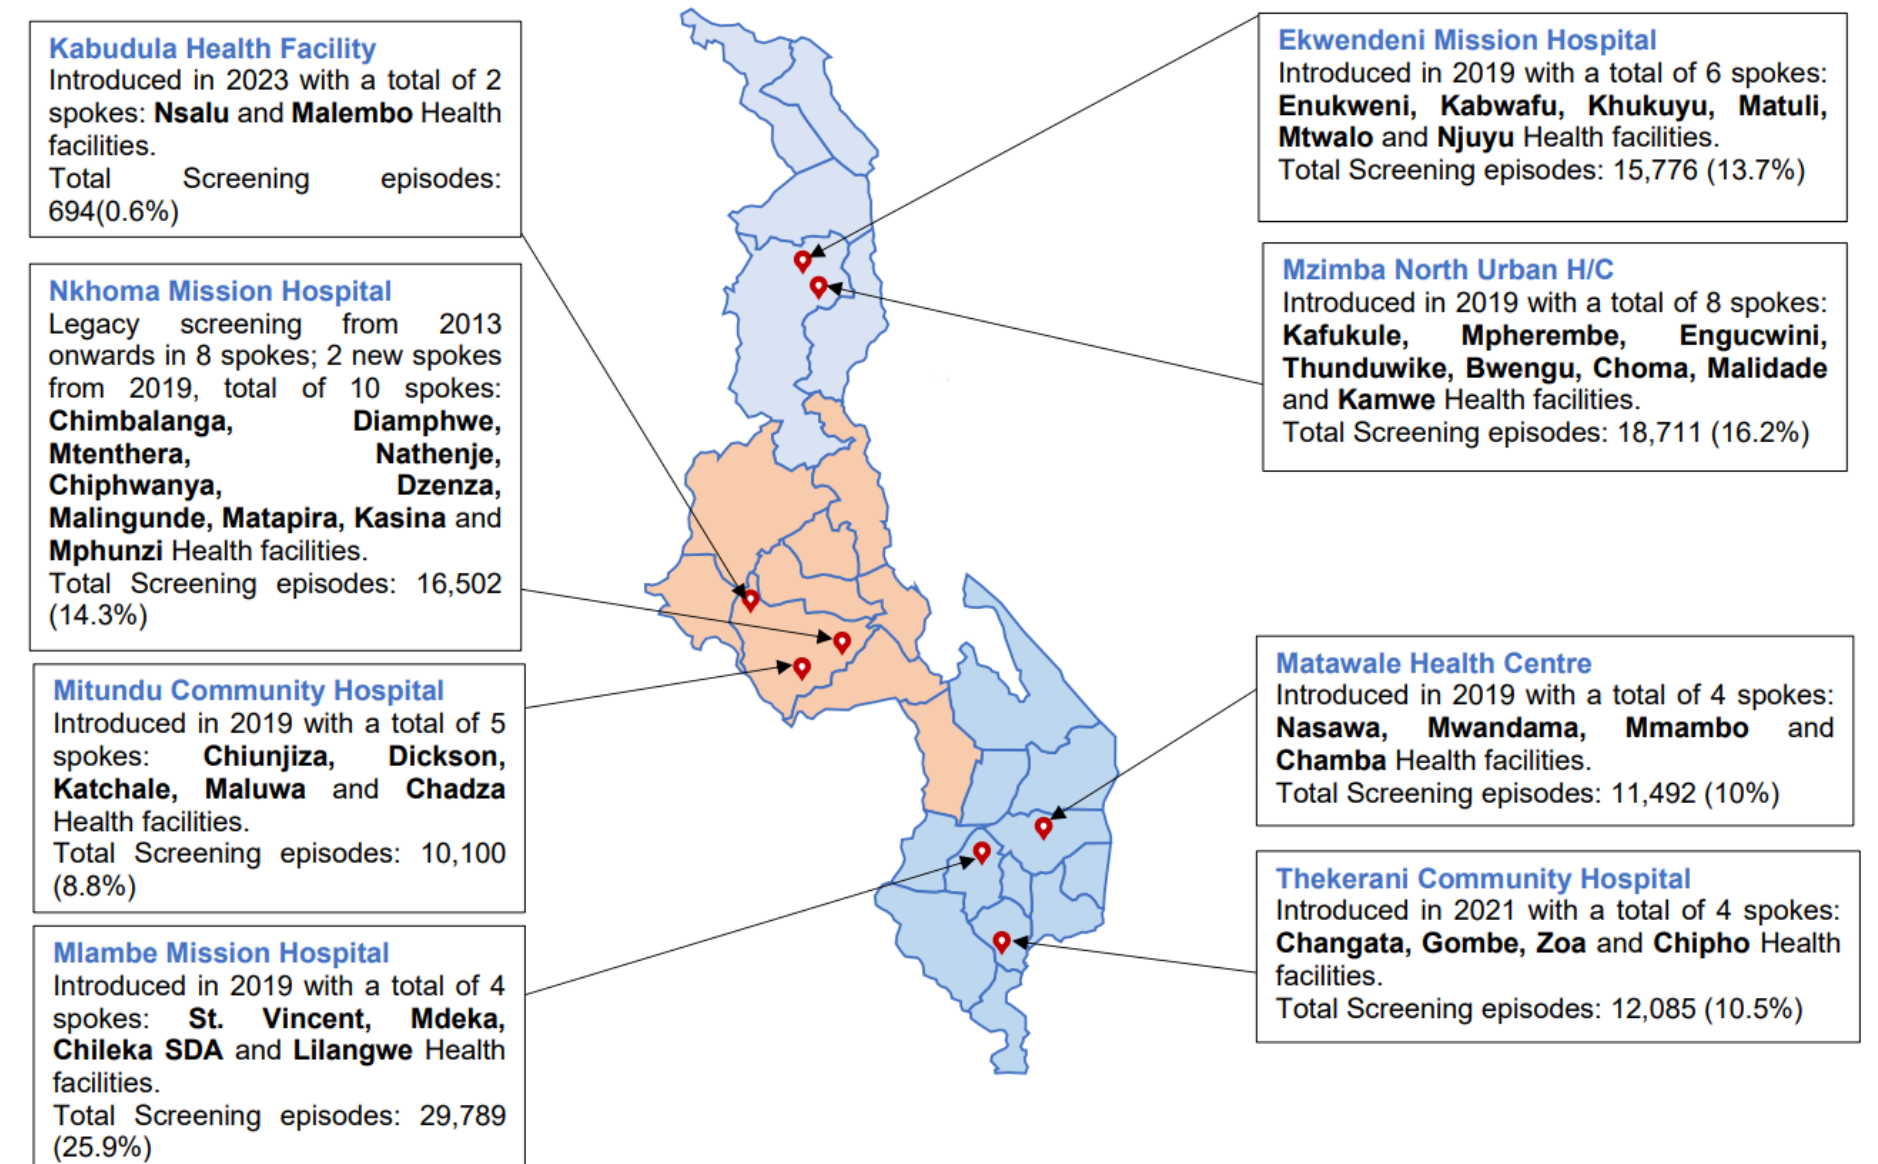 Kabudula Health Facility
Introduced in 2023 with a total of 2
spokes: Nsalu and Malembo Health
facilities.
Total Screening episodes:
694(0.6%)
Nkhoma Mission Hospital
Legacy screening from 2013
onwards in 8 spokes; 2 new spokes
from 2019, total of 10 spokes:
Chimbalanga, Diamphwe,
Mtenthera, Nathenje,
Chiphwanya, Dzenza,
Malingunde, Matapira, Kasina and
Mphunzi Health facilities.
Total Screening episodes: 16,502
(14.3%)
Mitundu Community Hospital
Introduced in 2019 with a total of 5
spokes: Chiunjiza, Dickson,
Katchale, Maluwa and Chadza
Health facilities.
Total Screening episodes: 10,100
(8.8%)
Mlambe Mission Hospital
Introduced in 2019 with a total of 4
spokes: St. Vincent, Mdeka,
Chileka SDA and Lilangwe Health
facilities.
Total Screening episodes: 29,789
(25.9%)
Ekwendeni Mission Hospital
Introduced in 2019 with a total of 6 spokes:
Enukweni, Kabwafu, Khukuyu, Matuli,
Mtwalo and Njuyu Health facilities.
Total Screening episodes: 15,776 (13.7%)
Mzimba North Urban H/C
Introduced in 2019 with a total of 8 spokes:
Kafukule, Mpherembe, Engucwini,
Thunduwike, Bwengu, Choma, Malidade
and Kamwe Health facilities.
Total Screening episodes: 18,711 (16.2%)
Matawale Health Centre
Introduced in 2019 with a total of 4 spokes:
Nasawa, Mwandama, Mmambo and
Chamba Health facilities.
Total Screening episodes: 11,492 (10%)
Thekerani Community Hospital
Introduced in 2021 with a total of 4 spokes:
Changata, Gombe, Zoa and Chipho Health
facilities.
Total Screening episodes: 12,085 (10.5%)